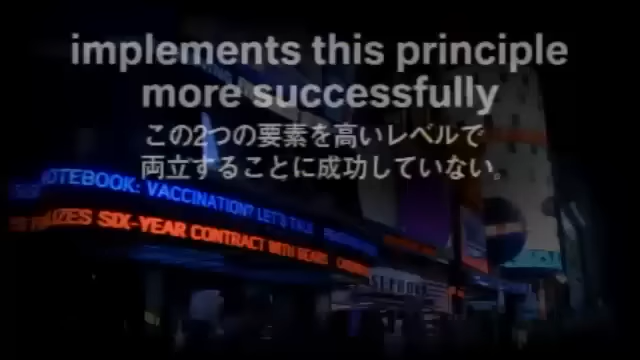 implements this principle
more successfully
この2つの要素を高いレベルで
両立することに成功していない。
NOTEBOOK: VACCINATION? LET'S TALK
SIX-YEAR CONTRACT WITH BEARS